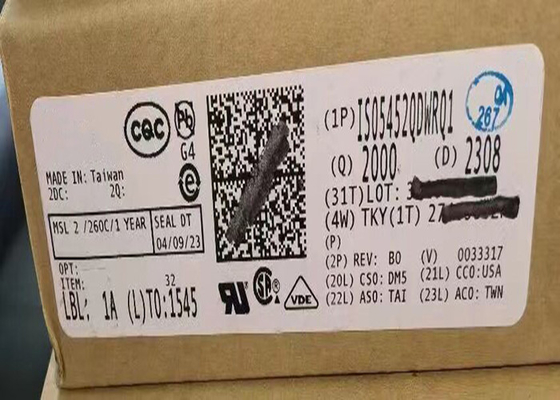 CQC
Pb
G4
e
MADE IN: Taiwan
2DC: 2Q:
MSL 2 /260C/1 YEAR
SEAL DT
04/09/23
OPT:
ITEM: 32
LBL: 1A (L)TO:1545
VDE
(1P)ISO5452QDWRQ1
04
267
(Q) 2000 (D) 2308
(31T)LOT:
(4W) TKY(1T) 27
(P)
(2P) REV: B0 (V) 0033317
(20L) CSO: DM5 (21L) CCO:USA
(22L) ASO: TAI (23L) ACO: TWN